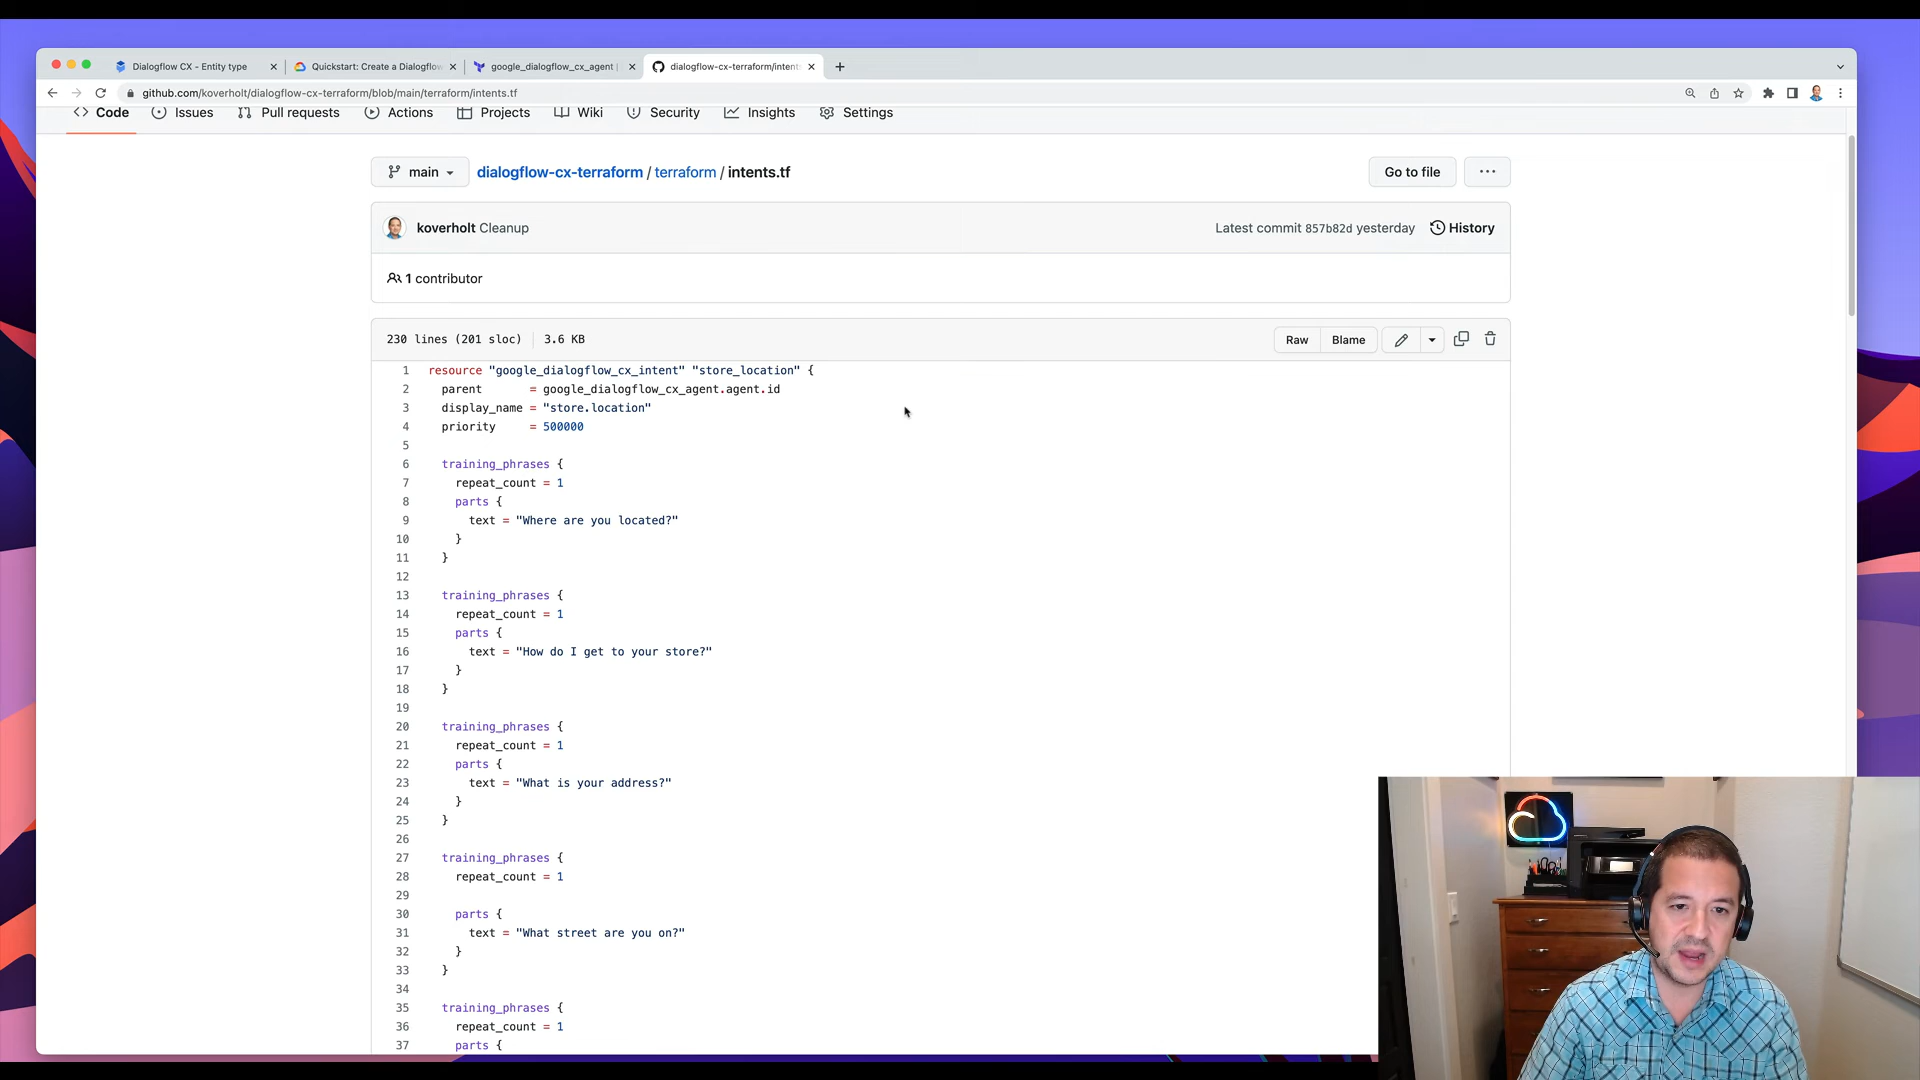 Dialogflow CX - Entity type
Quickstart: Create a Dialogflow
google_dialogflow_cx_agent |
dialogflow-cx-terraform/intent
github.com/koverholt/dialogflow-cx-terraform/blob/main/terraform/intents.tf
<> Code Issues Pull requests Actions Projects Wiki Security Insights Settings
main dialogflow-cx-terraform / terraform / intents.tf Go to file ...
koverholt Cleanup Latest commit 857b82d yesterday History
1 contributor
230 lines (201 sloc) 3.6 KB Raw Blame
1 resource "google_dialogflow_cx_intent" "store_location" {
2 parent = google_dialogflow_cx_agent.agent.id
3 display_name = "store.location"
4 priority = 500000
5
6 training_phrases {
7 repeat_count = 1
8 parts {
9 text = "Where are you located?"
10 }
11 }
12
13 training_phrases {
14 repeat_count = 1
15 parts {
16 text = "How do I get to your store?"
17 }
18 }
19
20 training_phrases {
21 repeat_count = 1
22 parts {
23 text = "What is your address?"
24 }
25 }
26
27 training_phrases {
28 repeat_count = 1
29
30 parts {
31 text = "What street are you on?"
32 }
33 }
34
35 training_phrases {
36 repeat_count = 1
37 parts {